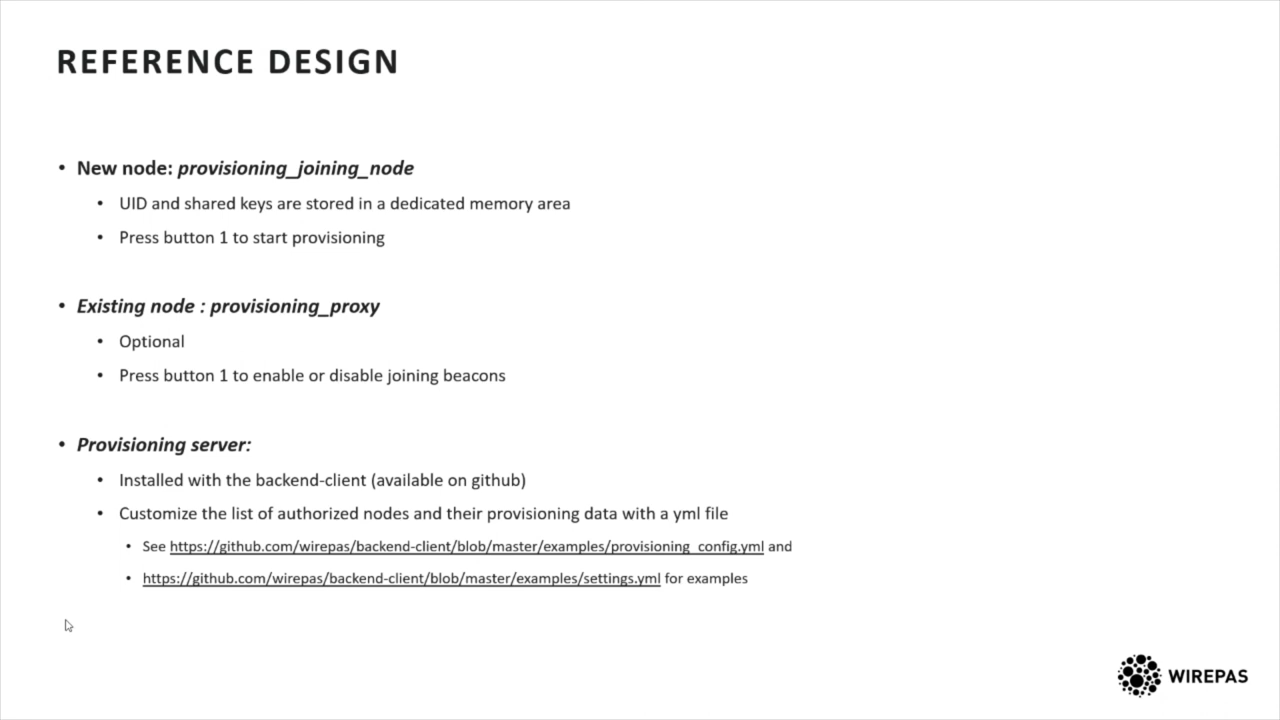 REFERENCE DESIGN
• New node: provisioning_joining_node
• UID and shared keys are stored in a dedicated memory area
• Press button 1 to start provisioning
• Existing node : provisioning_proxy
• Optional
• Press button 1 to enable or disable joining beacons
• Provisioning server:
• Installed with the backend-client (available on github)
• Customize the list of authorized nodes and their provisioning data with a yml file
• See https://github.com/wirepas/backend-client/blob/master/examples/provisioning_config.yml and
• https://github.com/wirepas/backend-client/blob/master/examples/settings.yml for examples
WIREPAS